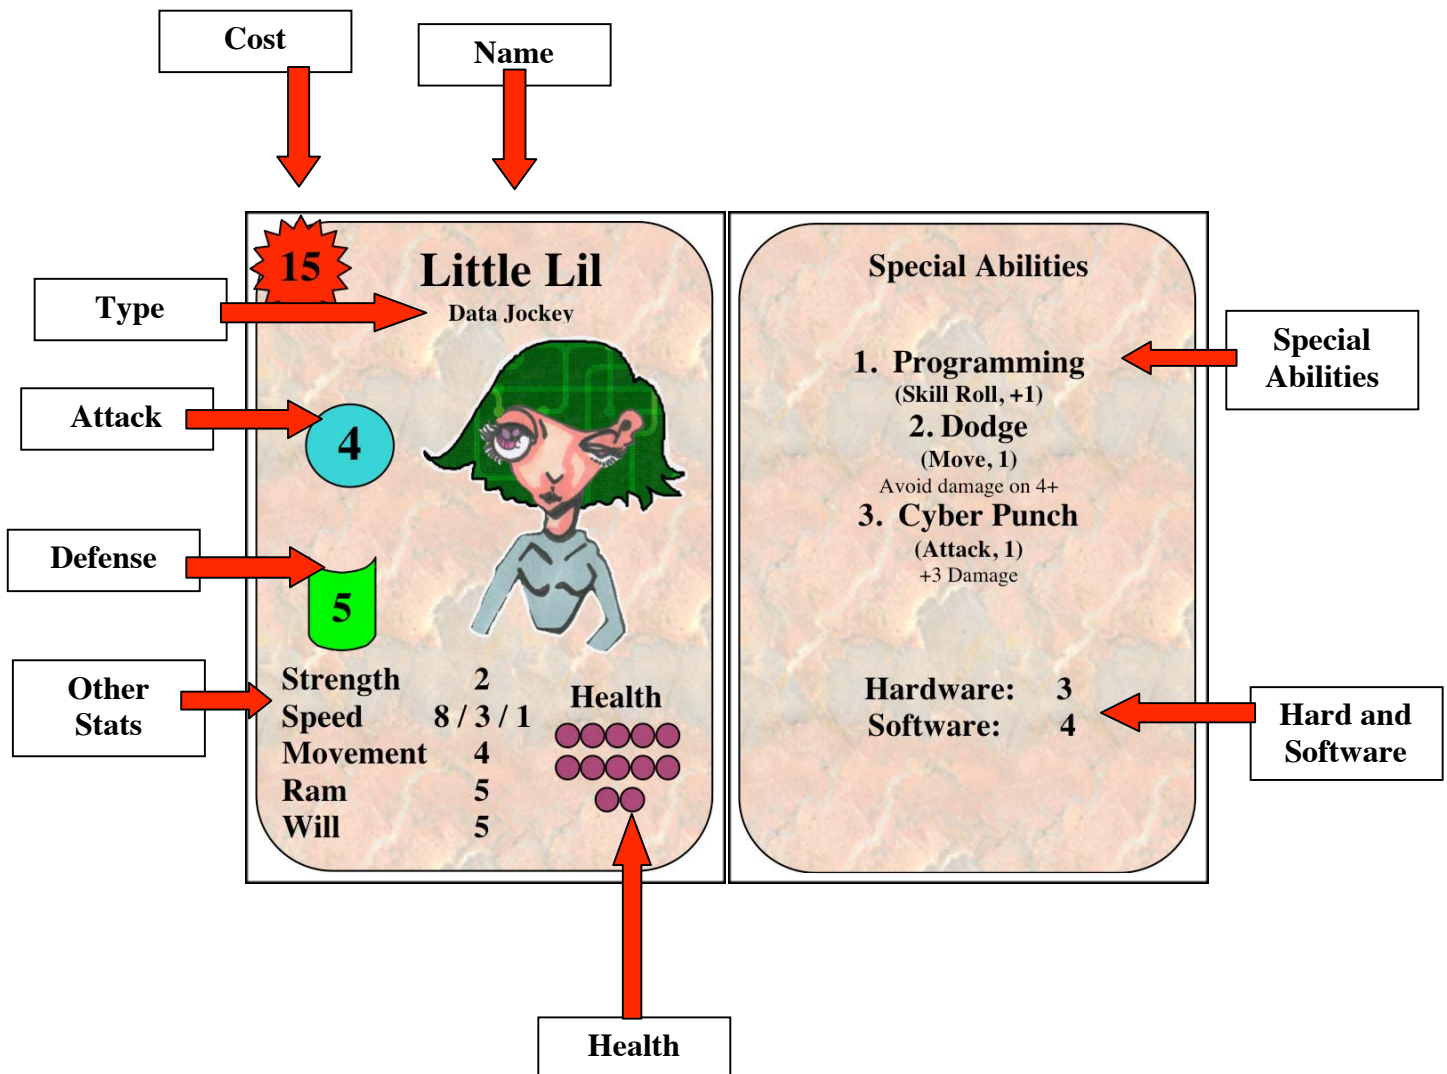 Cost
Name
15
Little Lil
Data Jockey
Type
Attack
4
Defense
5
Other
Stats
Strength 2
Speed 8 / 3 / 1
Movement 4
Ram 5
Will 5
Health
Health
Special Abilities
1. Programming
(Skill Roll, +1)
2. Dodge
(Move, 1)
Avoid damage on 4+
3. Cyber Punch
(Attack, 1)
+3 Damage
Hardware: 3
Software: 4
Special
Abilities
Hard and
Software